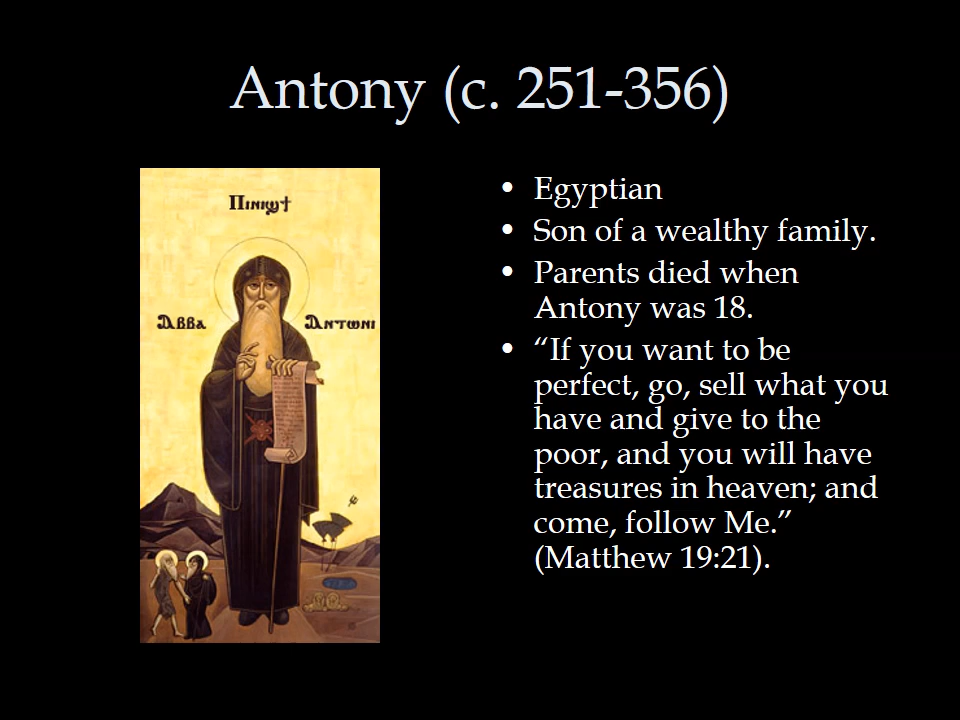 Antony (c. 251-356)
Ⲡⲓⲛⲓϣϯ
Ⲁⲃⲃⲁ Ⲁⲛⲧⲱⲛⲓ
• Egyptian
• Son of a wealthy family.
• Parents died when
Antony was 18.
• “If you want to be
perfect, go, sell what you
have and give to the
poor, and you will have
treasures in heaven; and
come, follow Me.”
(Matthew 19:21).